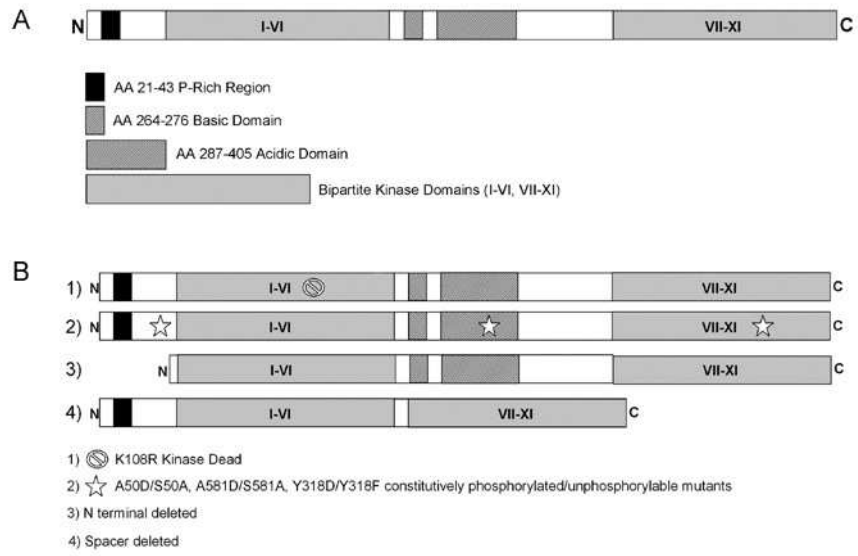 A
N I-VI VII-XI C
AA 21-43 P-Rich Region
AA 264-276 Basic Domain
AA 287-405 Acidic Domain
Bipartite Kinase Domains (I-VI, VII-XI)
B
1) N I-VI VII-XI C
2) N I-VI VII-XI C
3) N I-VI VII-XI C
4) N I-VI VII-XI C
1) K108R Kinase Dead
2) A50D/S50A, A581D/S581A, Y318D/Y318F constitutively phosphorylated/unphosphorylable mutants
3) N terminal deleted
4) Spacer deleted